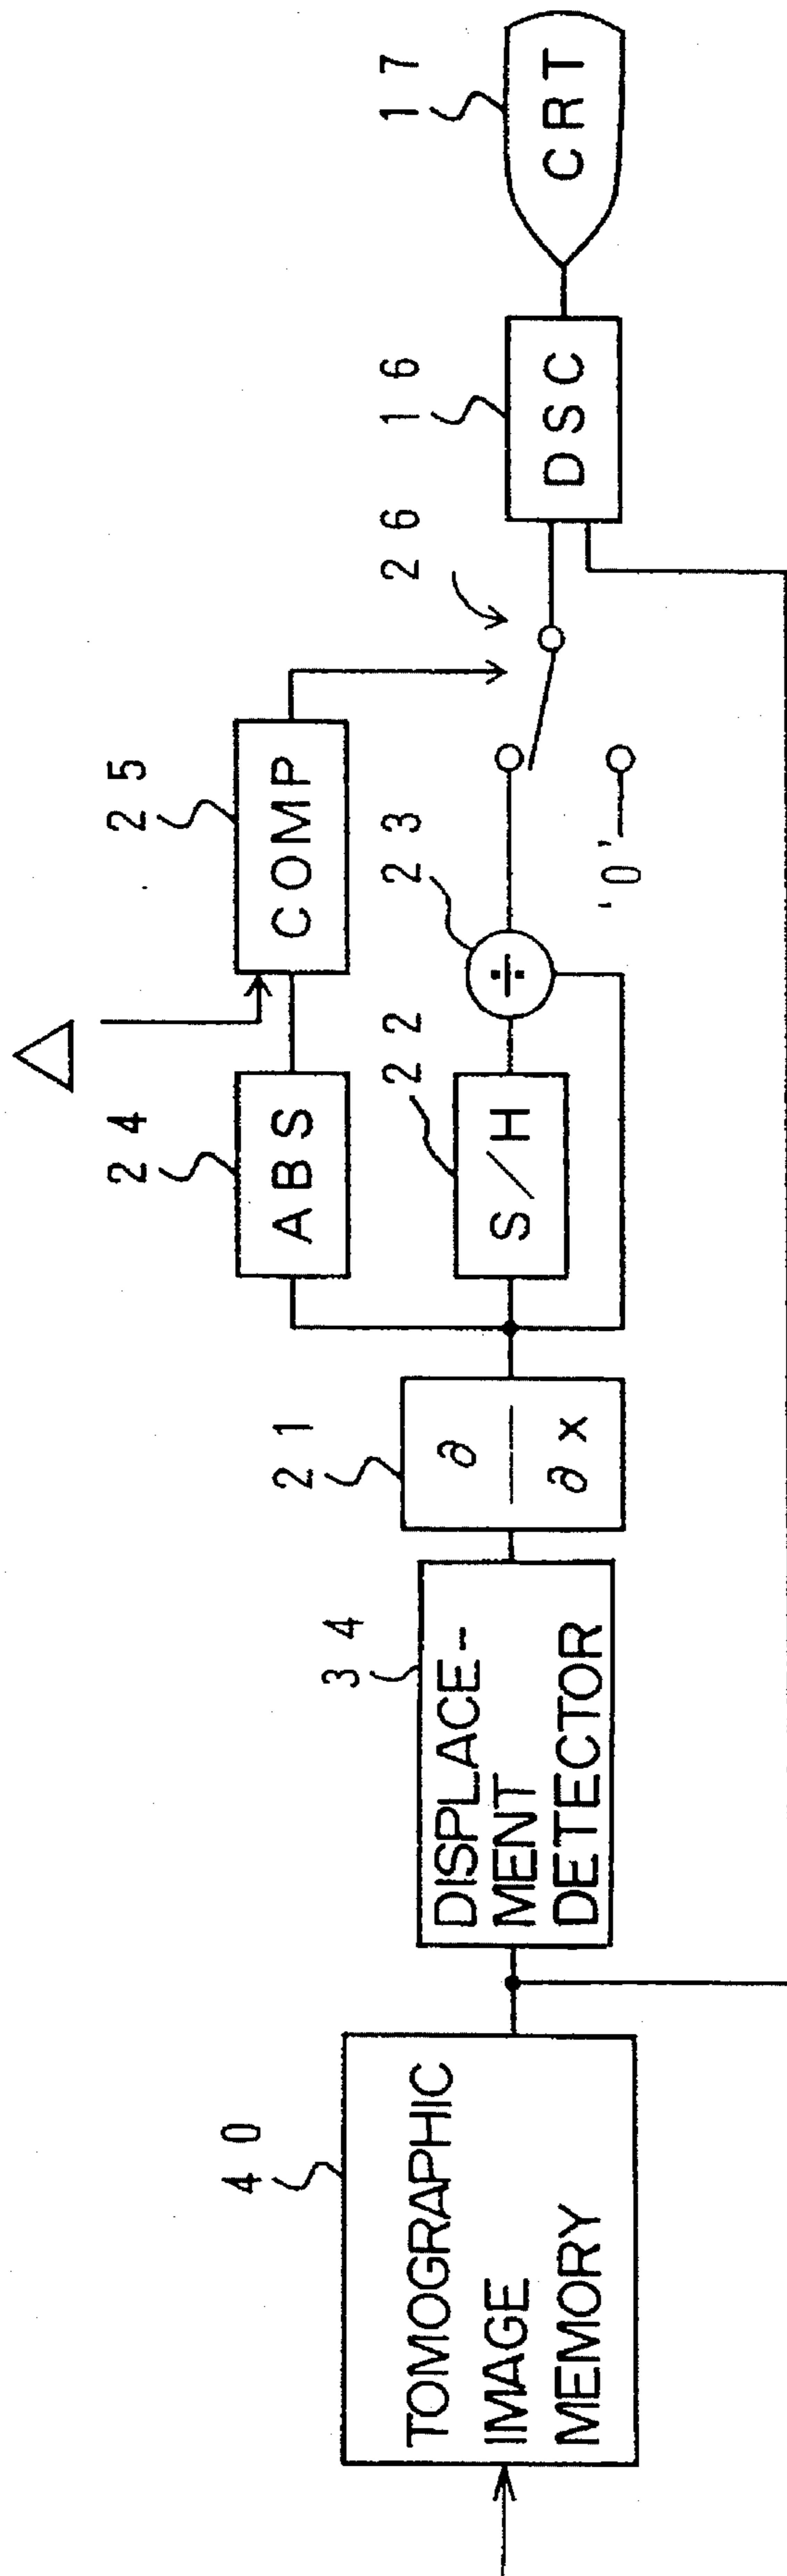 40
TOMOGRAPHIC
IMAGE
MEMORY
34
DISPLACE-
MENT
DETECTOR
21
∂
∂x
24
ABS
Δ
25
COMP
22
S/H
23
÷
'0'
26
16
DSC
17
CRT